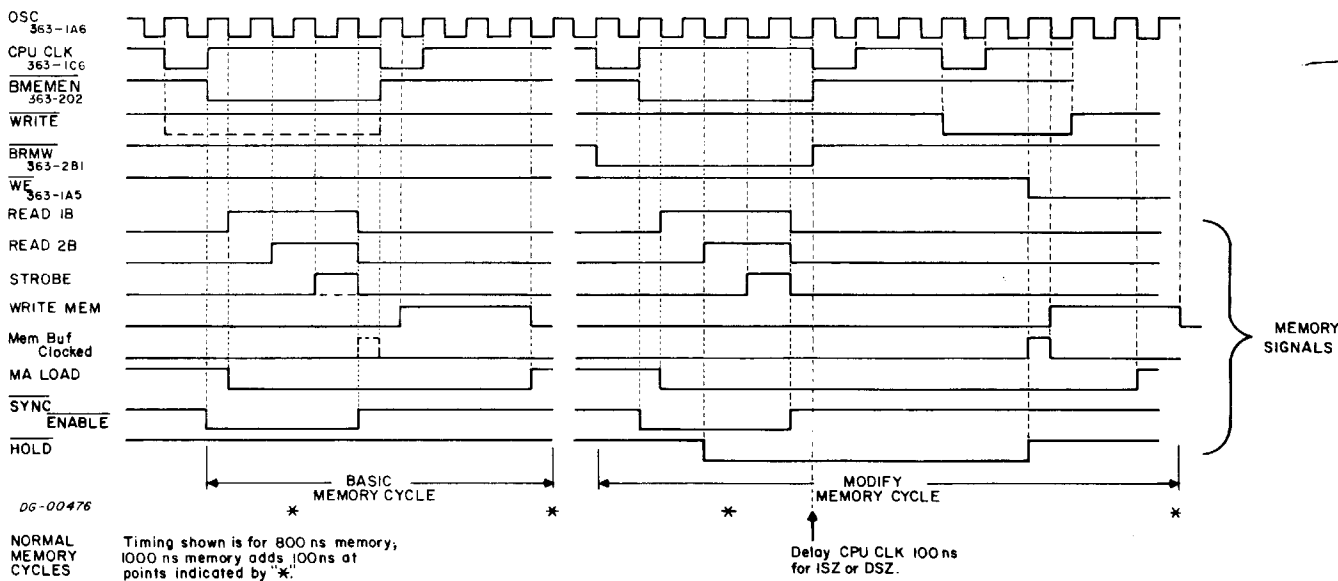 OSC
363-1A6
CPU CLK
363-1C6
BMEMEN
363-202
WRITE
BRMW
363-2B1
WE
363-1A5
READ 1B
READ 2B
STROBE
WRITE MEM
Mem Buf
Clocked
MA LOAD
SYNC
ENABLE
HOLD
MEMORY
SIGNALS
BASIC
MEMORY CYCLE
MODIFY
MEMORY CYCLE
DG-00476
* * * *
NORMAL
MEMORY
CYCLES
Timing shown is for 800 ns memory;
1000 ns memory adds 100ns at
points indicated by "*".
Delay CPU CLK 100ns
for ISZ or DSZ.